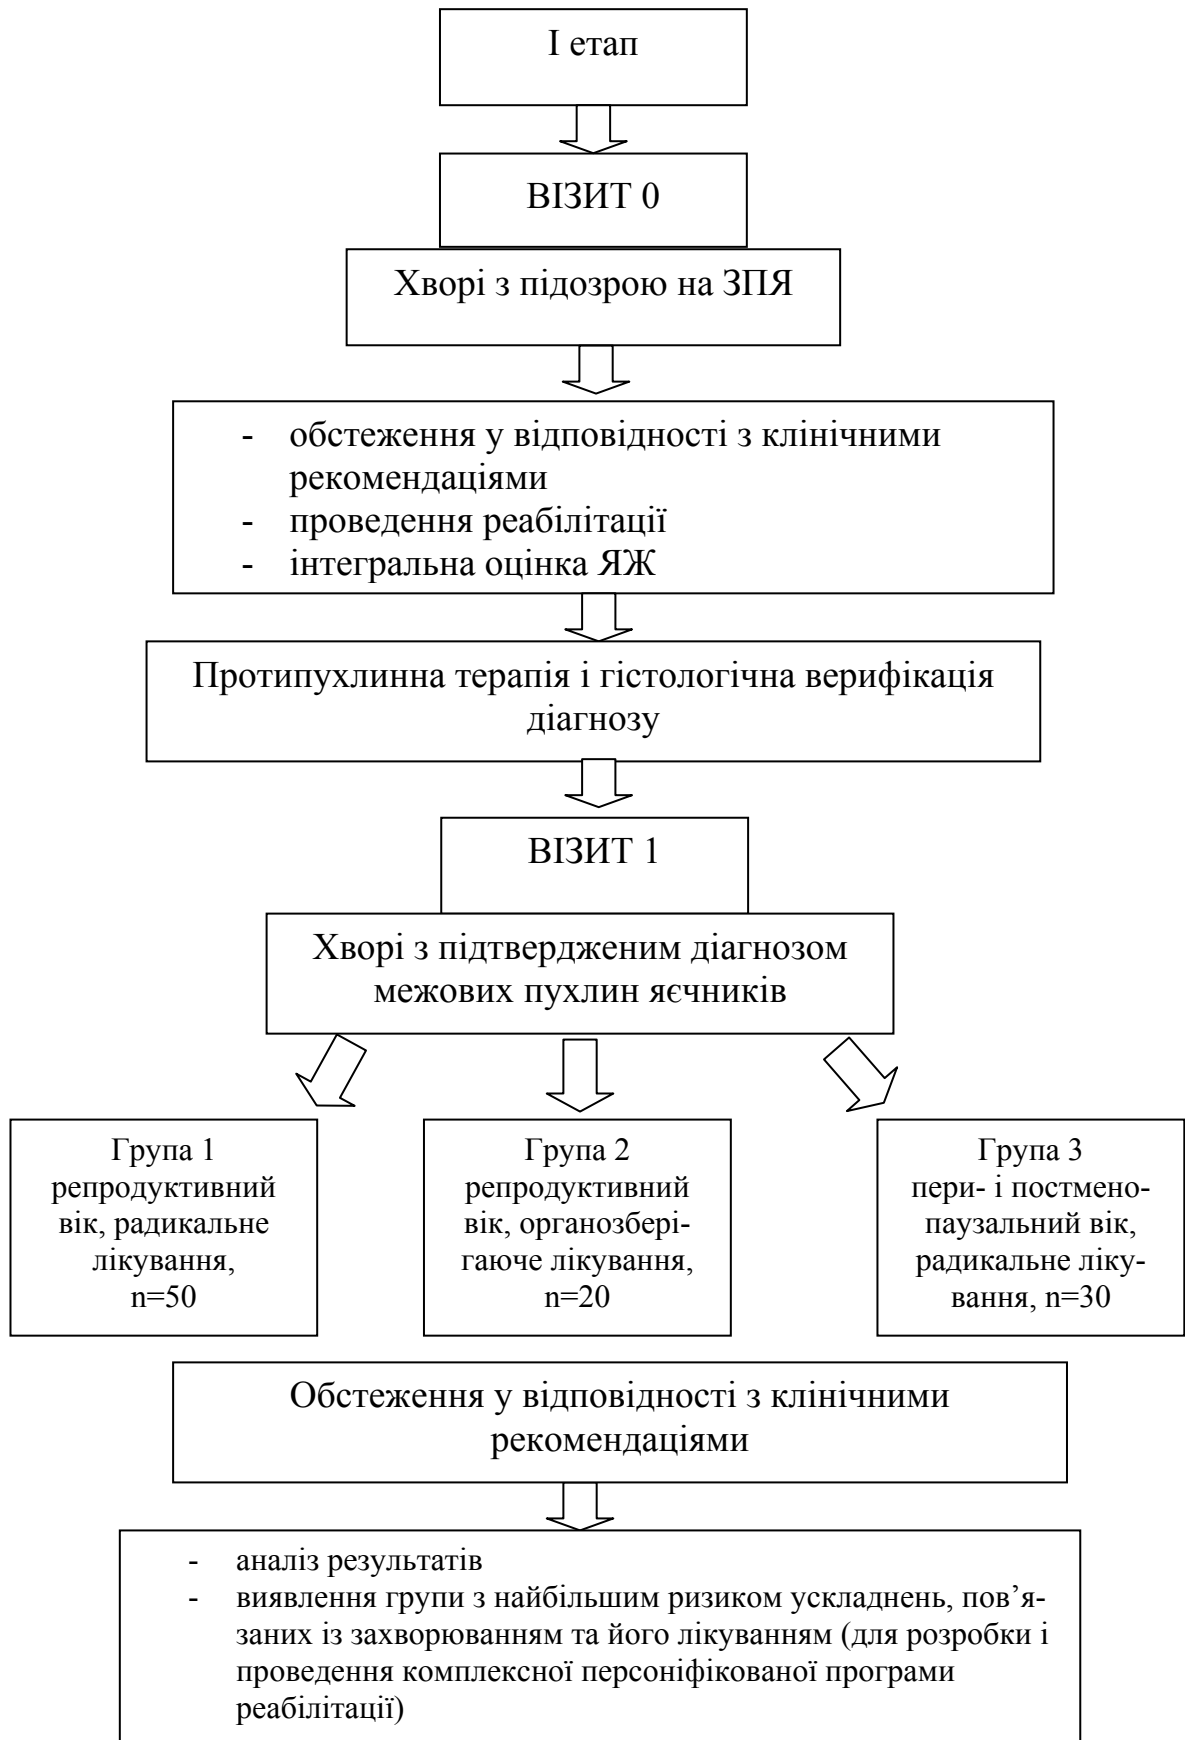 І етап
ВІЗИТ 0
Хворі з підозрою на ЗПЯ
- обстеження у відповідності з клінічними
рекомендаціями
- проведення реабілітації
- інтегральна оцінка ЯЖ
Протипухлинна терапія і гістологічна верифікація
діагнозу
ВІЗИТ 1
Хворі з підтвердженим діагнозом
межових пухлин яєчників
Група 1
репродуктивний
вік, радикальне
лікування,
n=50
Група 2
репродуктивний
вік, органозбері-
гаюче лікування,
n=20
Група 3
пери- і постмено-
паузальний вік,
радикальне ліку-
вання, n=30
Обстеження у відповідності з клінічними
рекомендаціями
- аналіз результатів
- виявлення групи з найбільшим ризиком ускладнень, пов’я-
заних із захворюванням та його лікуванням (для розробки і
проведення комплексної персоніфікованої програми
реабілітації)